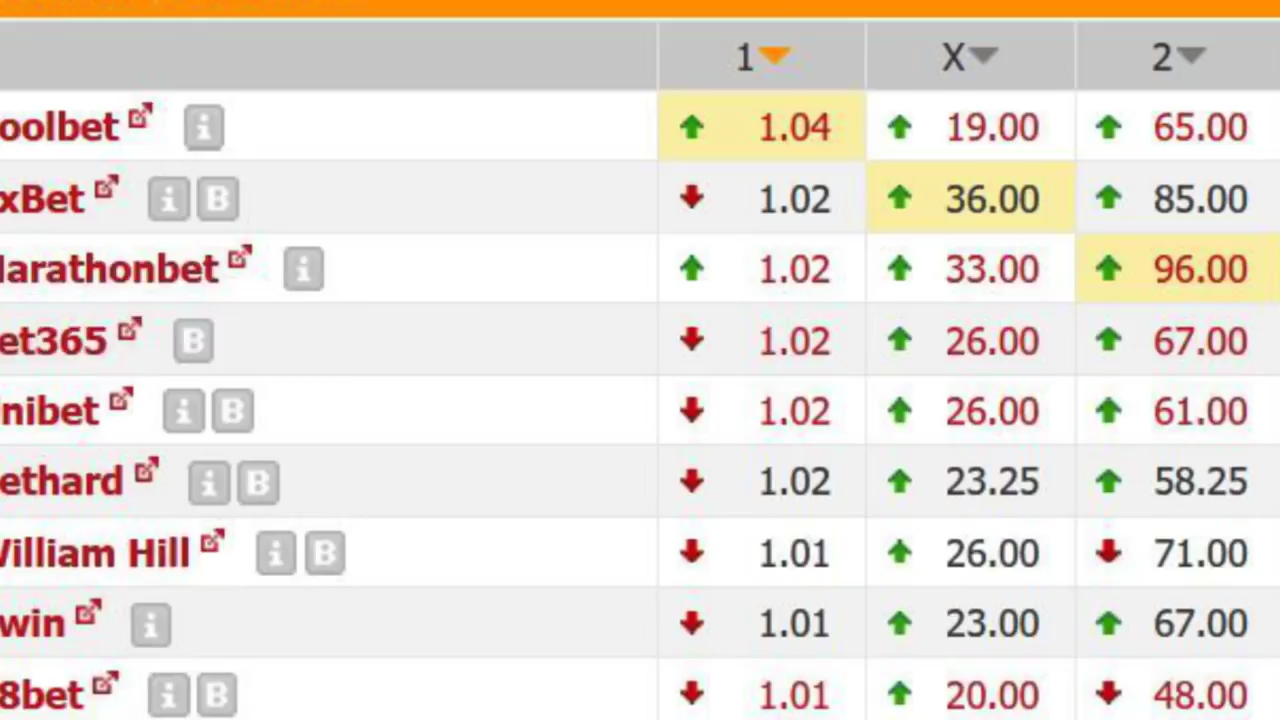 1 X 2
oolbet i 1.04 19.00 65.00
xBet i B 1.02 36.00 85.00
arathonbet i 1.02 33.00 96.00
et365 B 1.02 26.00 67.00
nibet i B 1.02 26.00 61.00
ethard i B 1.02 23.25 58.25
William Hill i B 1.01 26.00 71.00
win i 1.01 23.00 67.00
8bet i B 1.01 20.00 48.00